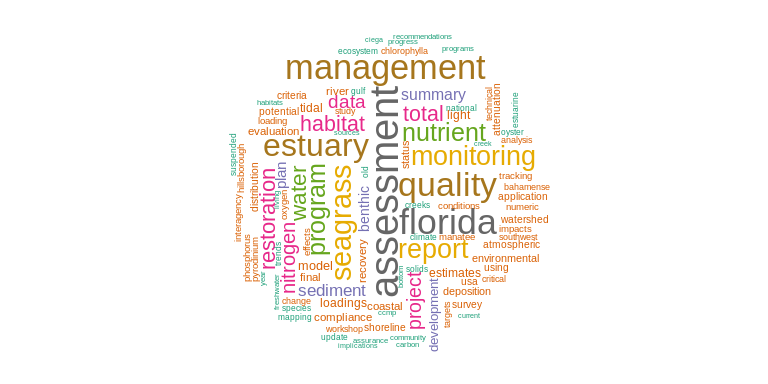 ciega
recommendations
progress
ecosystem
chlorophylla
programs
management
criteria
river
gulf
summary
habitats
potential
tidal
data
study
total
light
national
technical
attenuation
estuarine
loading
evaluation
habitat
sources
nutrient
creek
oyster
analysis
suspended
hillsborough
interagency
estuary
assessment
status
monitoring
distribution
restoration
plan
living
oxygen
water
program
seagrass
benthic
old
quality
tracking
bahamense
application
numeric
creeks
conditions
florida
watershed
impacts
southwest
atmospheric
phosphorus
pyrodinium
year
trends
freshwater
nitrogen
effects
model
final
recovery
climate
manatee
report
environmental
using
critical
bottom
solids
estimates
usa
deposition
sediment
change
species
mapping
loadings
coastal
compliance
ccmp
project
development
targets
survey
current
workshop
shoreline
update
assurance
implications
community
carbon